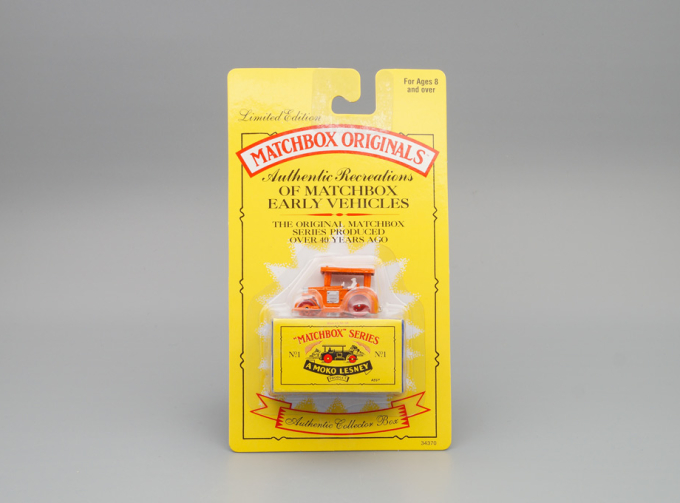 For Ages 8
and over
Limited Edition
MATCHBOX ORIGINALS
Authentic Recreations
OF MATCHBOX
EARLY VEHICLES
THE ORIGINAL MATCHBOX
SERIES PRODUCED
OVER 40 YEARS AGO
"MATCHBOX" SERIES
No1 No1
A MOKO LESNEY
Authentic Collector Box
34370